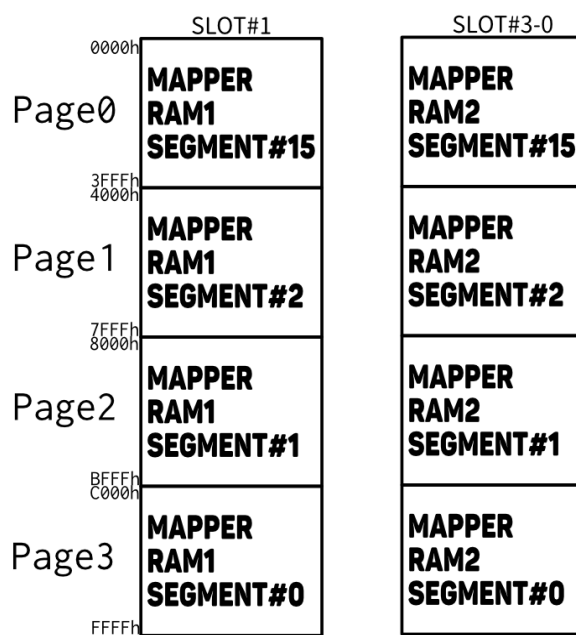 SLOT#1
SLOT#3-0
0000h
Page0
MAPPER
RAM1
SEGMENT#15
MAPPER
RAM2
SEGMENT#15
3FFFh
4000h
Page1
MAPPER
RAM1
SEGMENT#2
MAPPER
RAM2
SEGMENT#2
7FFFh
8000h
Page2
MAPPER
RAM1
SEGMENT#1
MAPPER
RAM2
SEGMENT#1
BFFFh
C000h
Page3
MAPPER
RAM1
SEGMENT#0
MAPPER
RAM2
SEGMENT#0
FFFFh